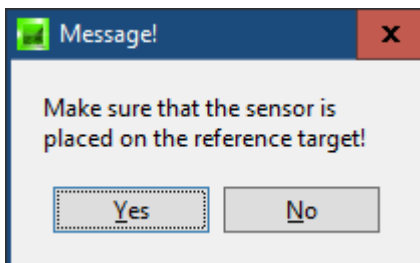 Message!
x
Make sure that the sensor is
placed on the reference target!
Yes
No